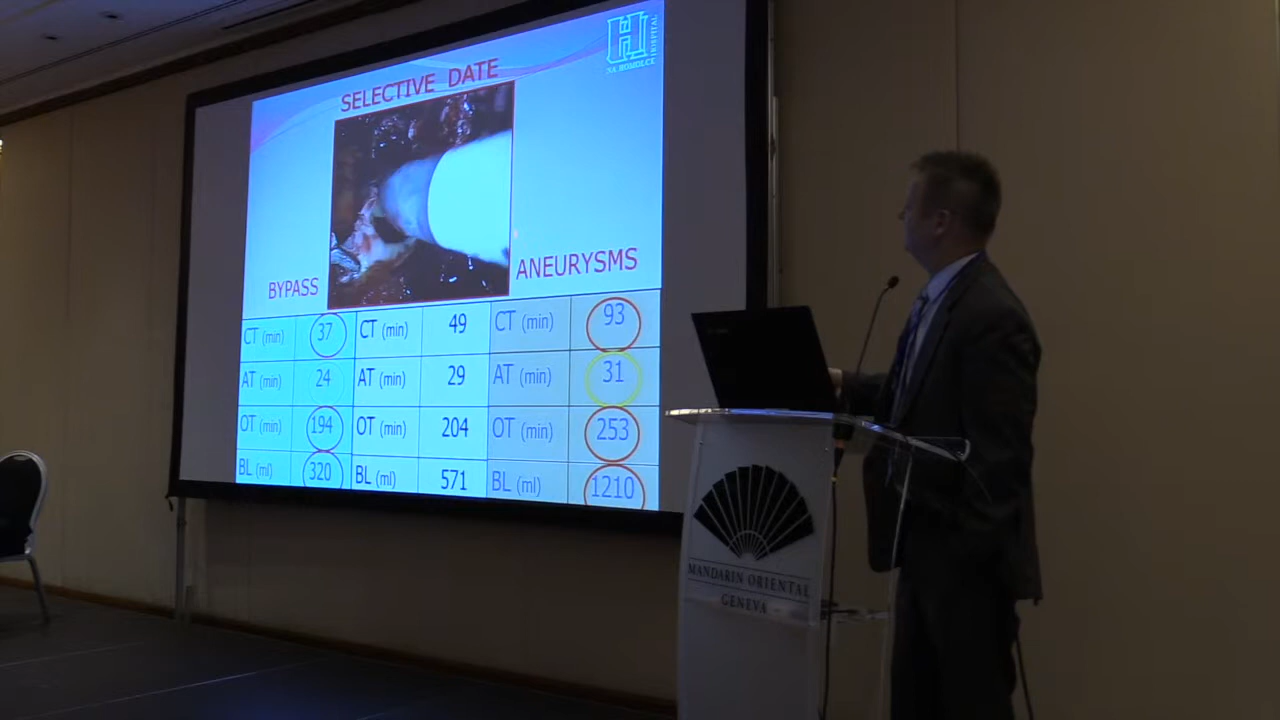 NA HOMOLCE
HOSPITAL
SELECTIVE DATE
BYPASS
ANEURYSMS
CT (min) 37 CT (min) 49 CT (min) 93
AT (min) 24 AT (min) 29 AT (min) 31
OT (min) 194 OT (min) 204 OT (min) 253
BL (ml) 320 BL (ml) 571 BL (ml) 1210
MANDARIN ORIENTAL
GENEVA